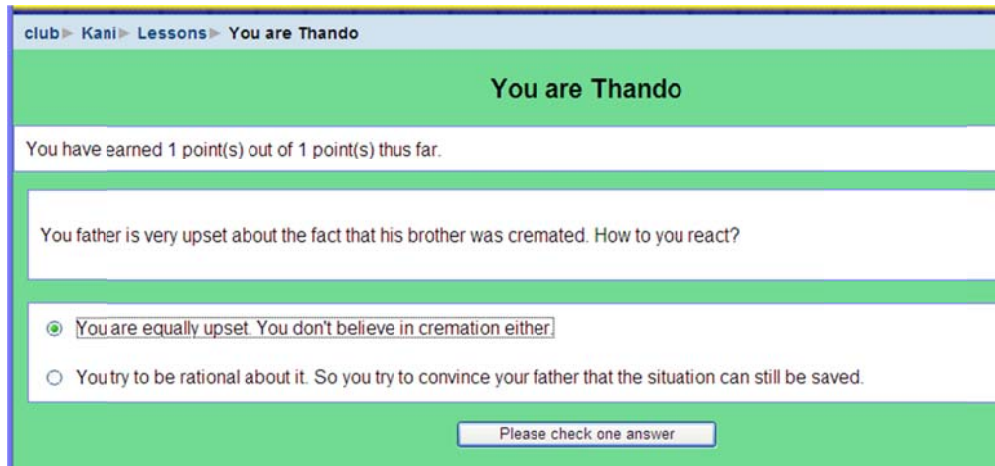 club► Kani► Lessons► You are Thando
You are Thando
You have earned 1 point(s) out of 1 point(s) thus far.
You father is very upset about the fact that his brother was cremated. How to you react?
You are equally upset. You don't believe in cremation either.
You try to be rational about it. So you try to convince your father that the situation can still be saved.
Please check one answer